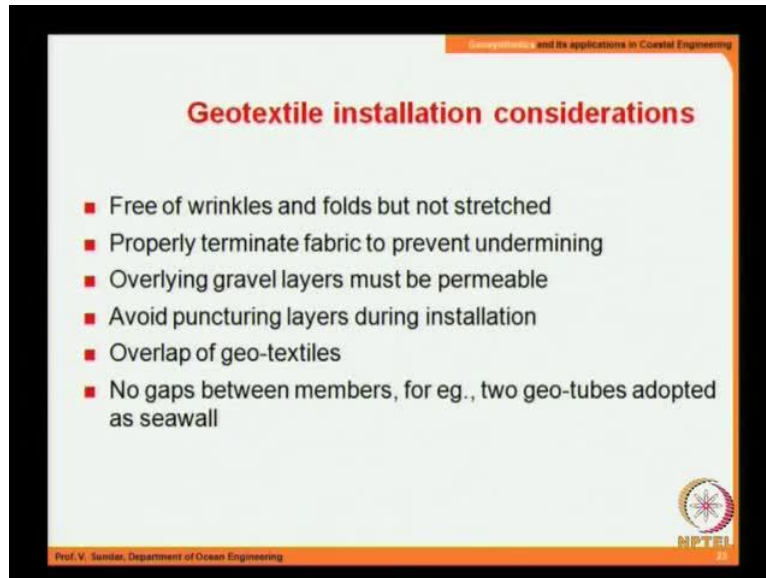 Geosynthetics and its applications in Coastal Engineering
Geotextile installation considerations
Free of wrinkles and folds but not stretched
Properly terminate fabric to prevent undermining
Overlying gravel layers must be permeable
Avoid puncturing layers during installation
Overlap of geo-textiles
No gaps between members, for eg., two geo-tubes adopted
as seawall
NPTEL
Prof. V. Sundar, Department of Ocean Engineering